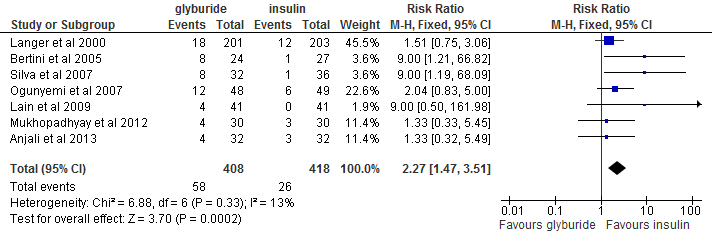 glyburide insulin Risk Ratio Risk Ratio
Study or Subgroup Events Total Events Total Weight M-H, Fixed, 95% CI M-H, Fixed, 95% CI
Langer et al 2000 18 201 12 203 45.5% 1.51 [0.75, 3.06]
Bertini et al 2005 8 24 1 27 3.6% 9.00 [1.21, 66.82]
Silva et al 2007 8 32 1 36 3.6% 9.00 [1.19, 68.09]
Ogunyemi et al 2007 12 48 6 49 22.6% 2.04 [0.83, 5.00]
Lain et al 2009 4 41 0 41 1.9% 9.00 [0.50, 161.98]
Mukhopadhyay et al 2012 4 30 3 30 11.4% 1.33 [0.33, 5.45]
Anjali et al 2013 4 32 3 32 11.4% 1.33 [0.32, 5.49]
Total (95% CI) 408 418 100.0% 2.27 [1.47, 3.51]
Total events 58 26
Heterogeneity: Chi² = 6.88, df = 6 (P = 0.33); I² = 13%
Test for overall effect: Z = 3.70 (P = 0.0002)
0.01 0.1 1 10 100
Favours glyburide Favours insulin